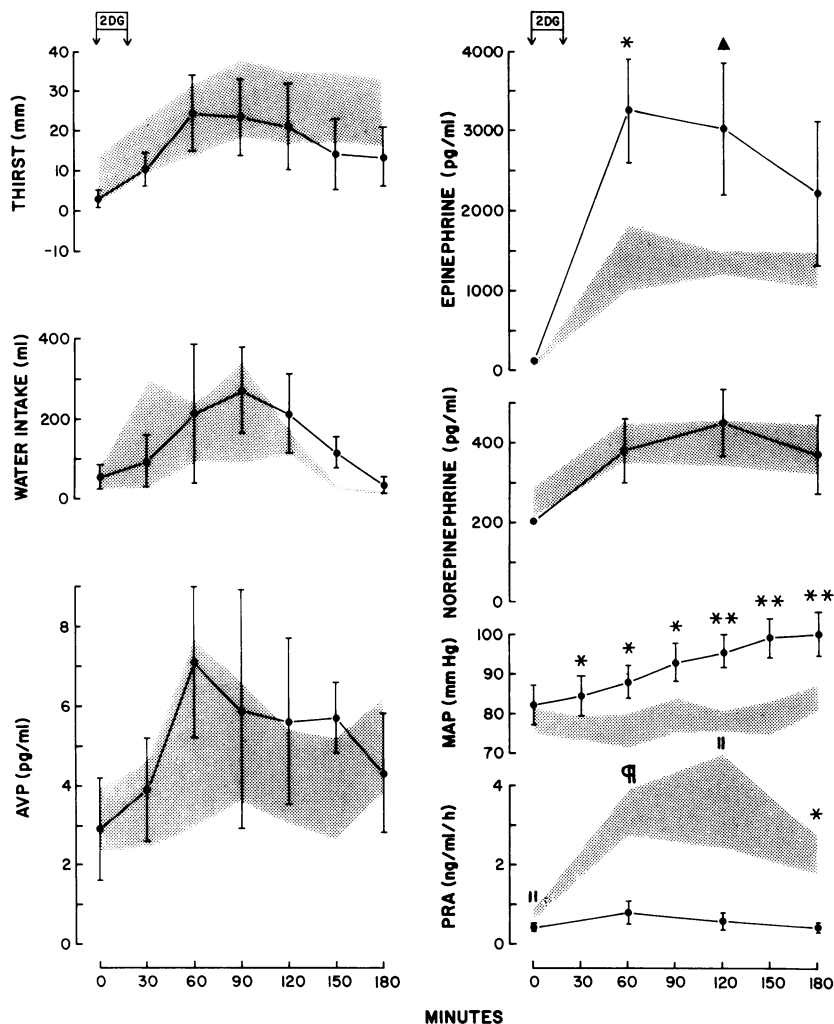 2DG
THIRST (mm)
40
30
20
10
0
-10
WATER INTAKE (ml)
400
200
0
AVP (pg/ml)
8
6
4
2
0
0 30 60 90 120 150 180
2DG
EPINEPHRINE (pg/ml)
4000
3000
2000
1000
0
* ▲
NOREPINEPHRINE (pg/ml)
400
200
0
MAP (mm Hg)
100
90
80
70
* * * ** ** **
PRA (ng/ml/h)
4
2
0
|| ¶ || *
0 30 60 90 120 150 180
MINUTES